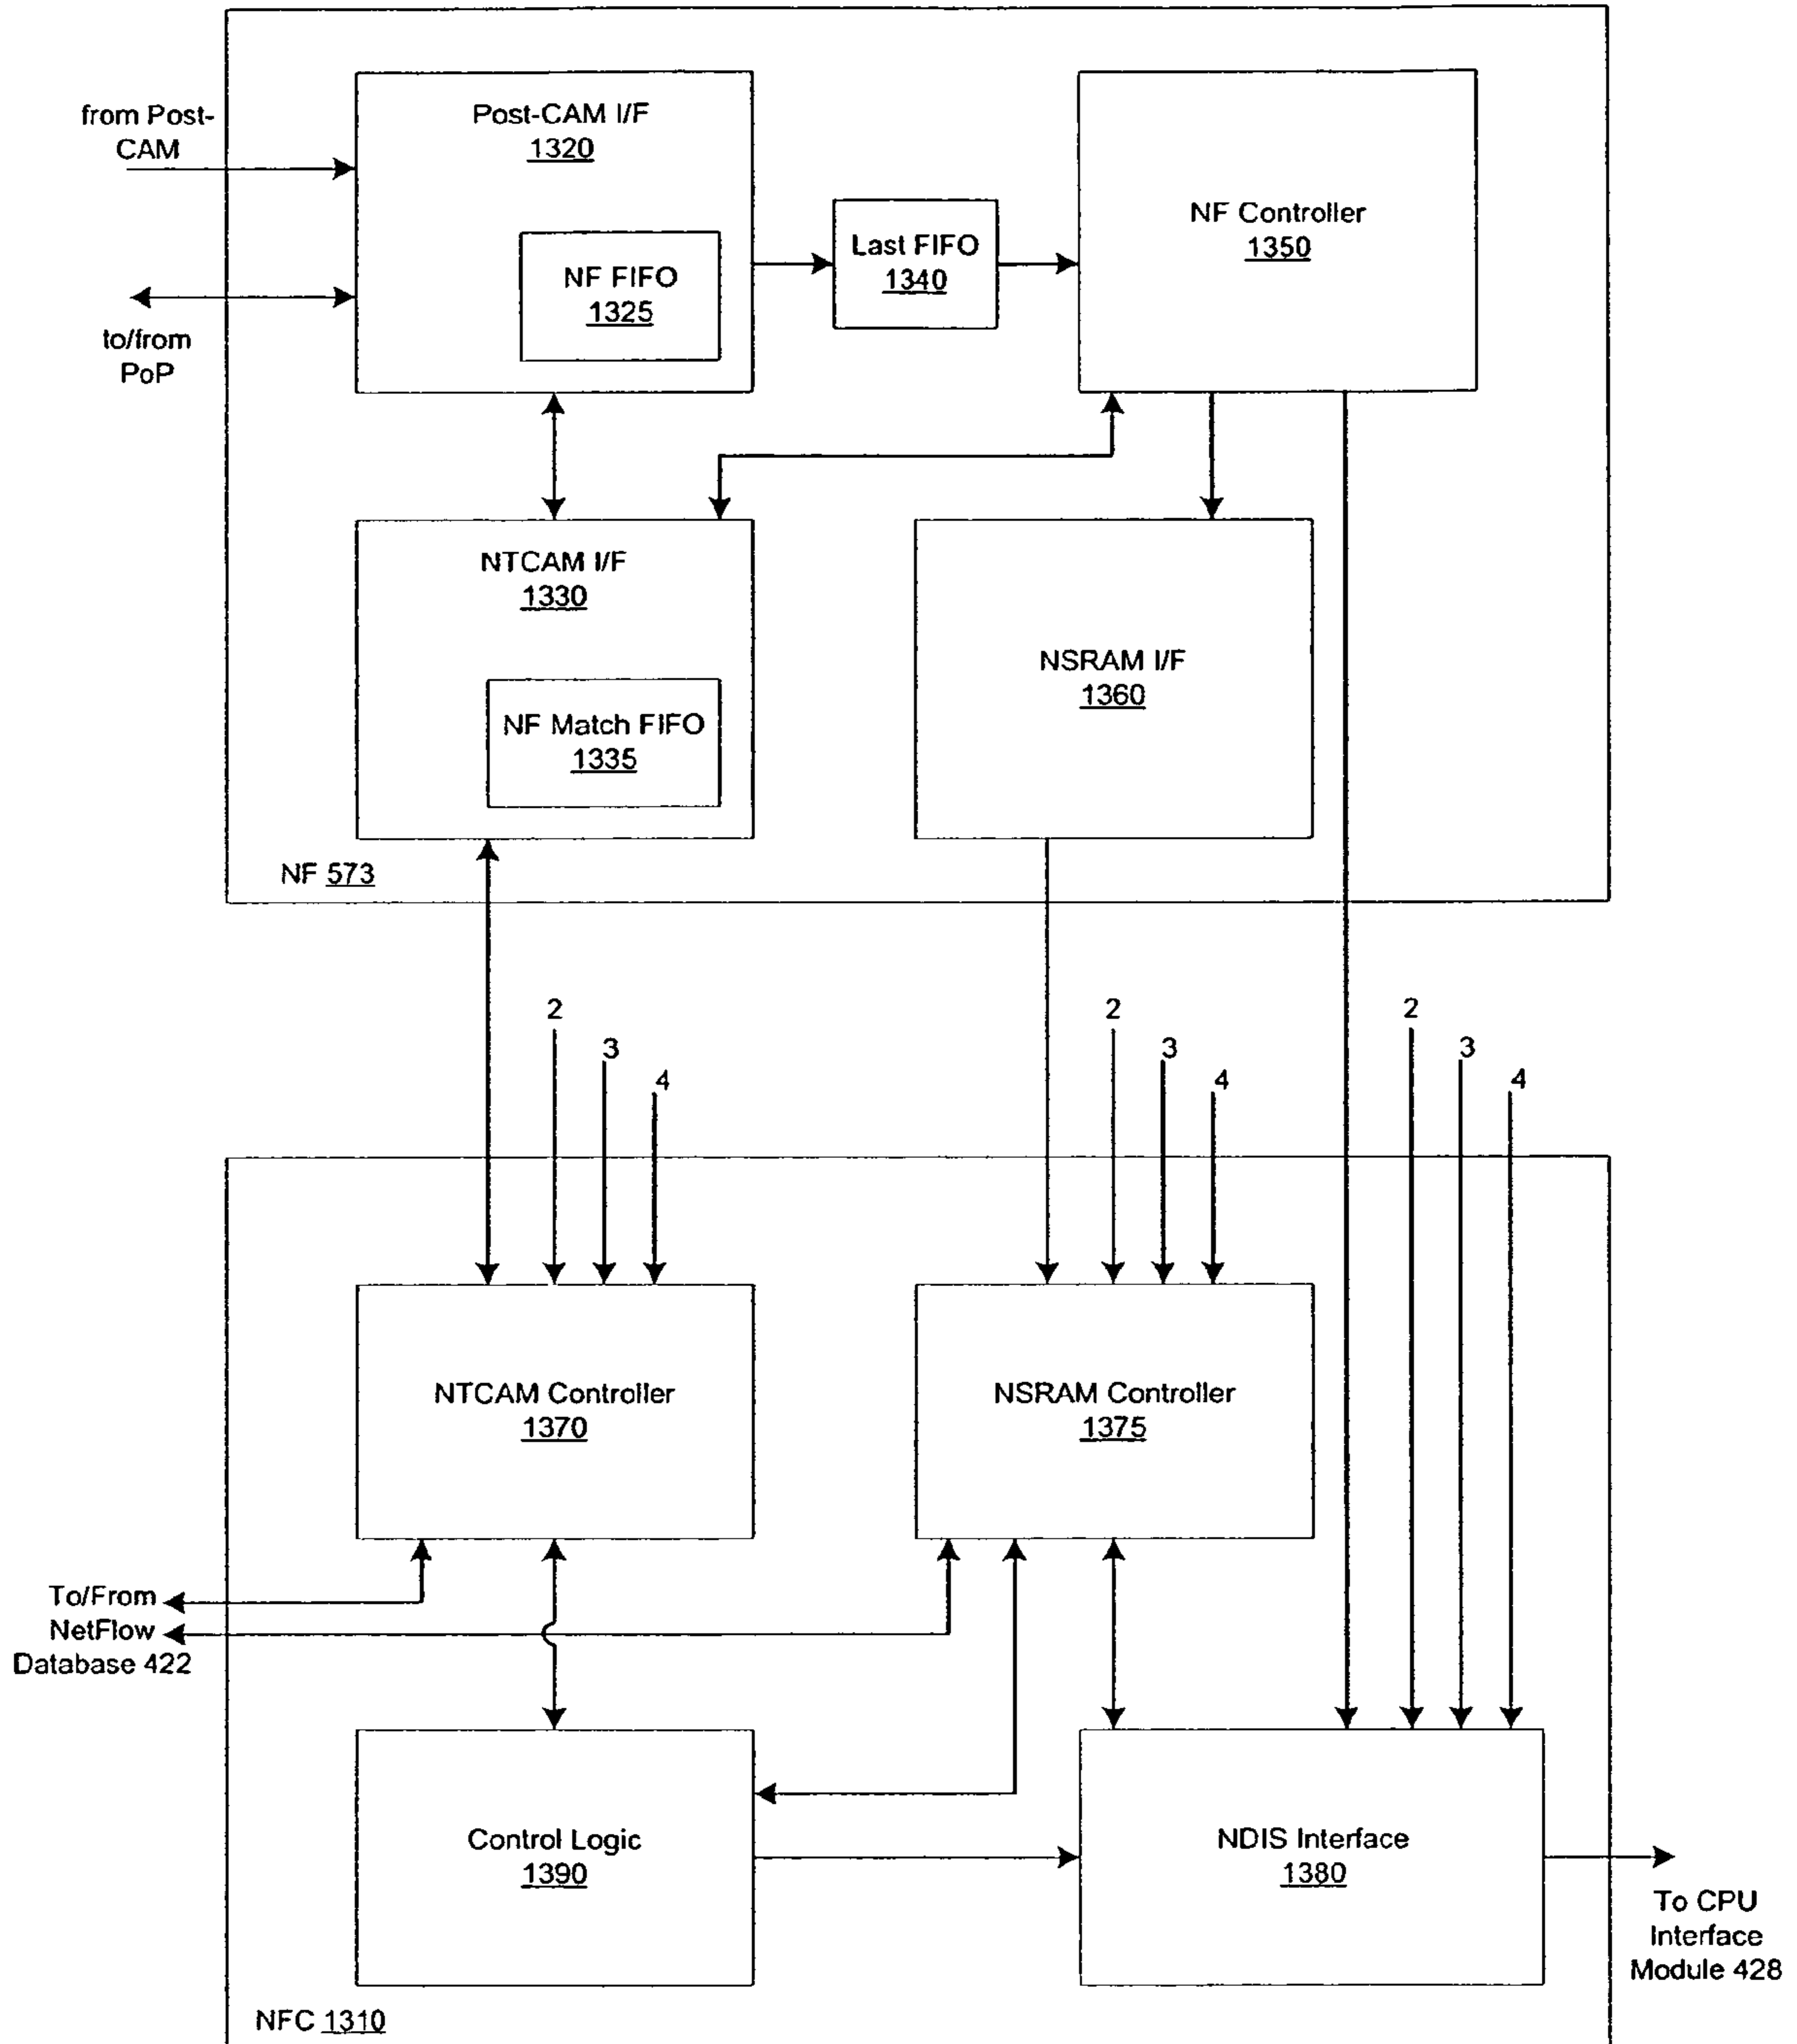 from Post-
CAM
to/from
PoP
Post-CAM I/F
1320
NF FIFO
1325
Last FIFO
1340
NF Controller
1350
NTCAM I/F
1330
NF Match FIFO
1335
NSRAM I/F
1360
NF 573
2
3
4
2
3
4
2
3
4
NTCAM Controller
1370
NSRAM Controller
1375
To/From
NetFlow
Database 422
Control Logic
1390
NDIS Interface
1380
To CPU
Interface
Module 428
NFC 1310